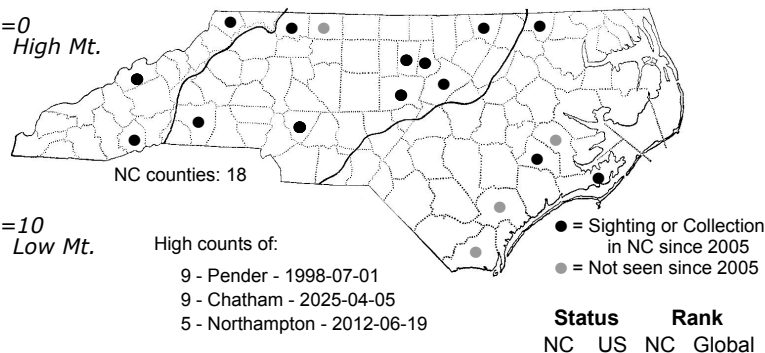 =0
High Mt.
NC counties: 18
=10
Low Mt.
High counts of:
9 - Pender - 1998-07-01
9 - Chatham - 2025-04-05
5 - Northampton - 2012-06-19
= Sighting or Collection
in NC since 2005
= Not seen since 2005
Status Rank
NC US NC Global